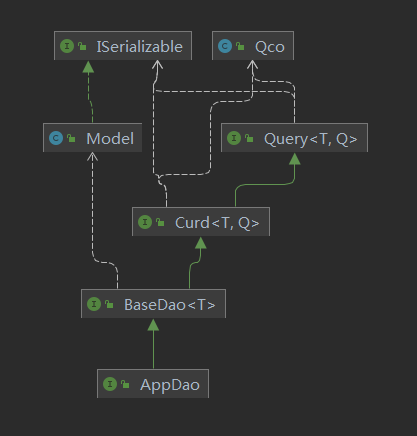 I ISerializable
C Qco
C Model
I Query<T, Q>
I Curd<T, Q>
I BaseDao<T>
I AppDao